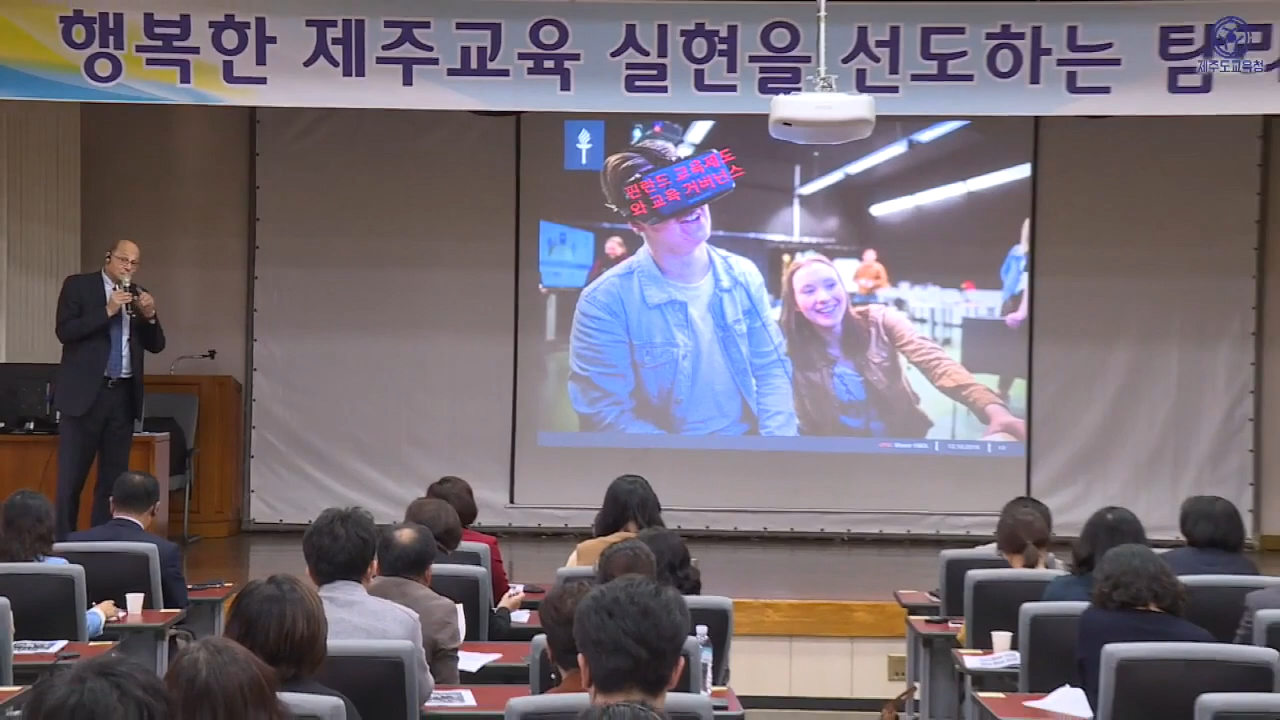 행복한 제주교육 실현을 선도하는 팀
제주도교육청
핀란드 교육제도
와 교육 거버넌스